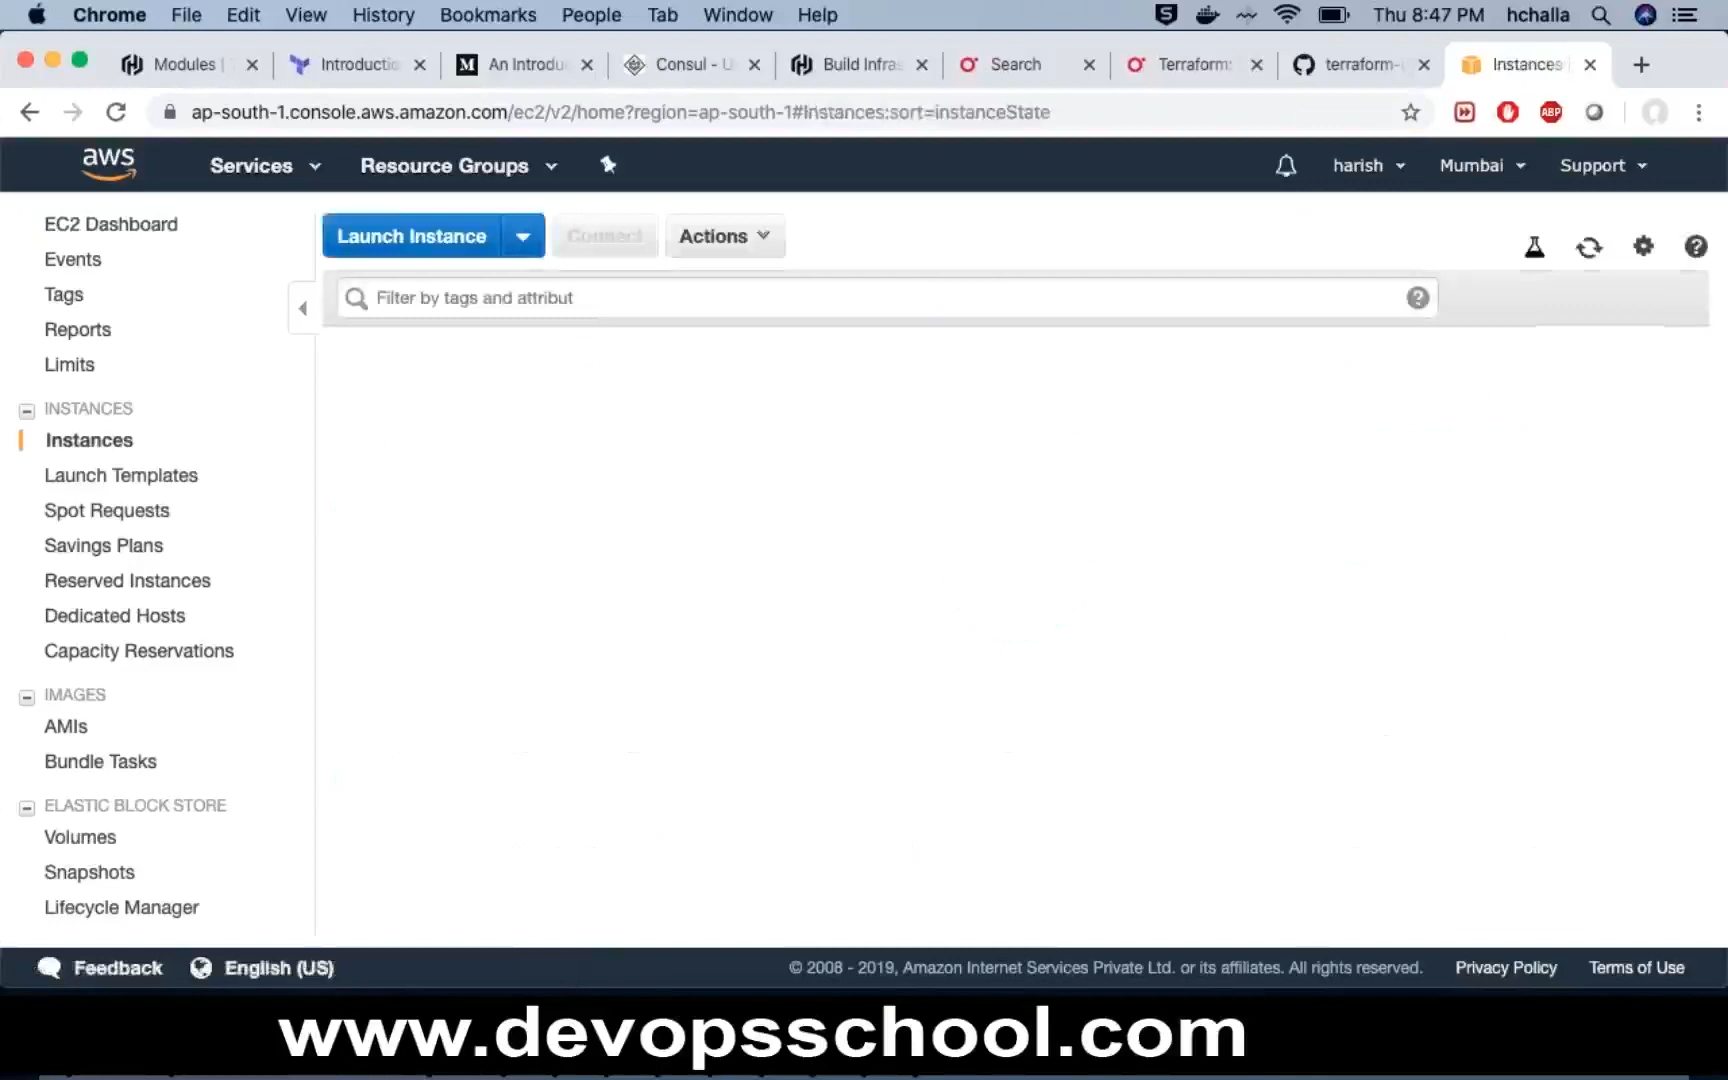 Chrome File Edit View History Bookmarks People Tab Window Help Thu 8:47 PM hchalla
Modules Introductio An Introdu Consul - U Build Infras Search Terraform: terraform- Instances
ap-south-1.console.aws.amazon.com/ec2/v2/home?region=ap-south-1#Instances:sort=instanceState
ABP
aws Services Resource Groups harish Mumbai Support
EC2 Dashboard
Events
Tags
Reports
Limits
INSTANCES
Instances
Launch Templates
Spot Requests
Savings Plans
Reserved Instances
Dedicated Hosts
Capacity Reservations
IMAGES
AMIs
Bundle Tasks
ELASTIC BLOCK STORE
Volumes
Snapshots
Lifecycle Manager
Launch Instance Connect Actions
Filter by tags and attribut
Feedback English (US) © 2008 - 2019, Amazon Internet Services Private Ltd. or its affiliates. All rights reserved. Privacy Policy Terms of Use
www.devopsschool.com